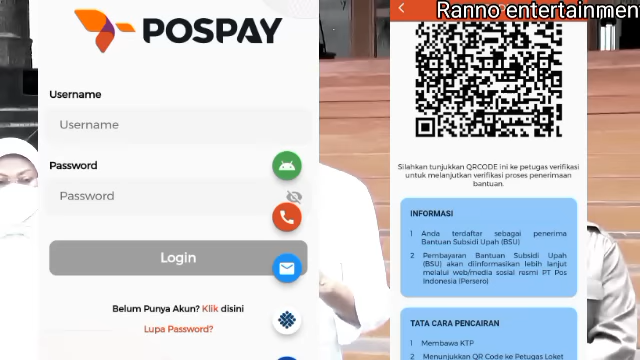 POSPAY
Username
Username
Password
Password
Login
Belum Punya Akun? Klik disini
Lupa Password?
Ranno entertainment
Silahkan tunjukkan QRCODE ini ke petugas verifikasi
untuk melanjutkan verifikasi proses penerimaan
bantuan.
INFORMASI
1 Anda terdaftar sebagai penerima
Bantuan Subsidi Upah (BSU)
2 Pembayaran Bantuan Subsidi Upah
(BSU) akan diinformasikan lebih lanjut
melalui web/media sosial resmi PT Pos
Indonesia (Persero)
TATA CARA PENCAIRAN
1 Membawa KTP
2 Menunjukkan QR Code ke Petugas Loket